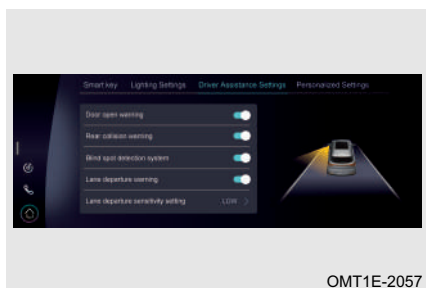 Smart key Lighting Settings Driver Assistance Settings Personalized Settings
Door open warning
Rear collision warning
Blind spot detection system
Lane departure warning
Lane departure sensitivity setting LOW >
OMT1E-2057